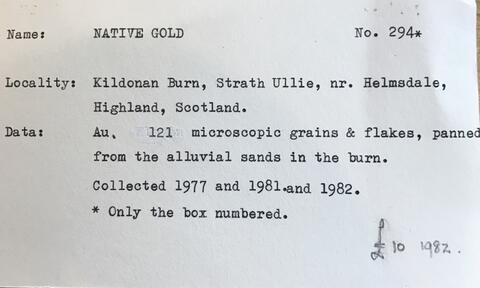 Name: NATIVE GOLD No. 294*
Locality: Kildonan Burn, Strath Ullie, nr. Helmsdale,
Highland, Scotland.
Data: Au. 121 microscopic grains & flakes, panned
from the alluvial sands in the burn.
Collected 1977 and 1981.and 1982.
* Only the box numbered.
£10 1982.